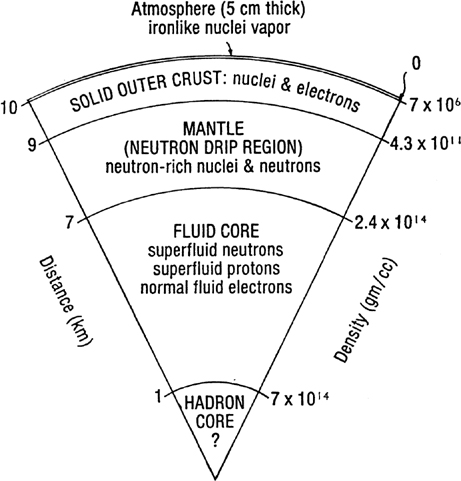 Atmosphere (5 cm thick)
ironlike nuclei vapor
0
SOLID OUTER CRUST: nuclei & electrons
10
7 x 10⁶
9
4.3 x 10¹¹
MANTLE
(NEUTRON DRIP REGION)
neutron-rich nuclei & neutrons
7
2.4 x 10¹⁴
FLUID CORE
superfluid neutrons
superfluid protons
normal fluid electrons
Distance (km)
Density (gm/cc)
1
7 x 10¹⁴
HADRON
CORE
?